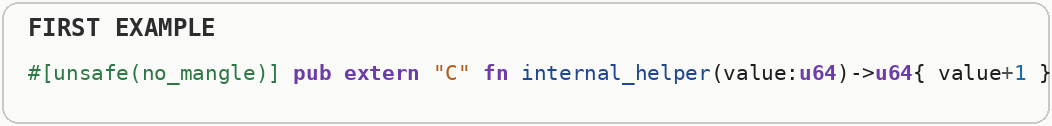 FIRST EXAMPLE
#[unsafe(no_mangle)] pub extern "C" fn internal_helper(value:u64)->u64{ value+1 }